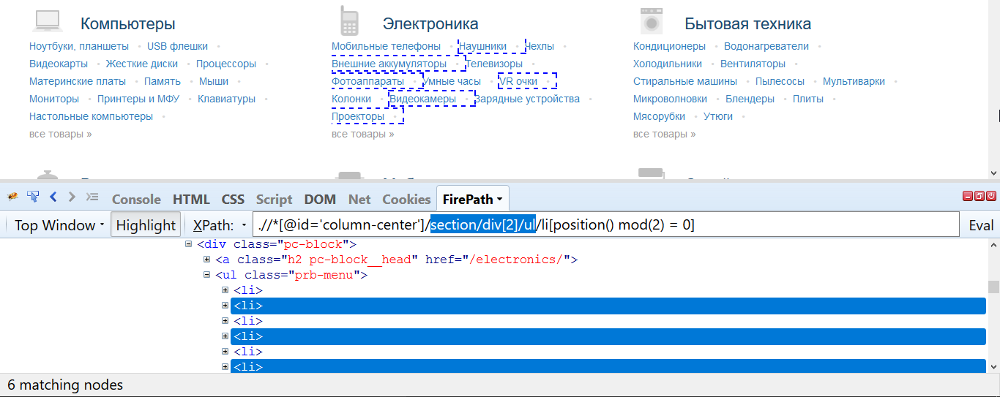 Компьютеры
Ноутбуки, планшеты • USB флешки •
Видеокарты • Жесткие диски • Процессоры •
Материнские платы • Память • Мыши •
Мониторы • Принтеры и МФУ • Клавиатуры •
Настольные компьютеры •
все товары »
Электроника
Мобильные телефоны • Наушники • Чехлы •
Внешние аккумуляторы • Телевизоры •
Фотоаппараты • Умные часы • VR очки •
Колонки • Видеокамеры • Зарядные устройства •
Проекторы •
все товары »
Бытовая техника
Кондиционеры • Водонагреватели •
Холодильники • Вентиляторы •
Стиральные машины • Пылесосы • Мультиварки •
Микроволновки • Блендеры • Плиты •
Мясорубки • Утюги •
все товары »
Console HTML CSS Script DOM Net Cookies FirePath
Top Window Highlight XPath: .//*[@id='column-center']/section/div[2]/ul/li[position() mod(2) = 0] Eval
<div class="pc-block">
<a class="h2 pc-block__head" href="/electronics/">
<ul class="prb-menu">
<li>
<li>
<li>
<li>
<li>
<li>
6 matching nodes